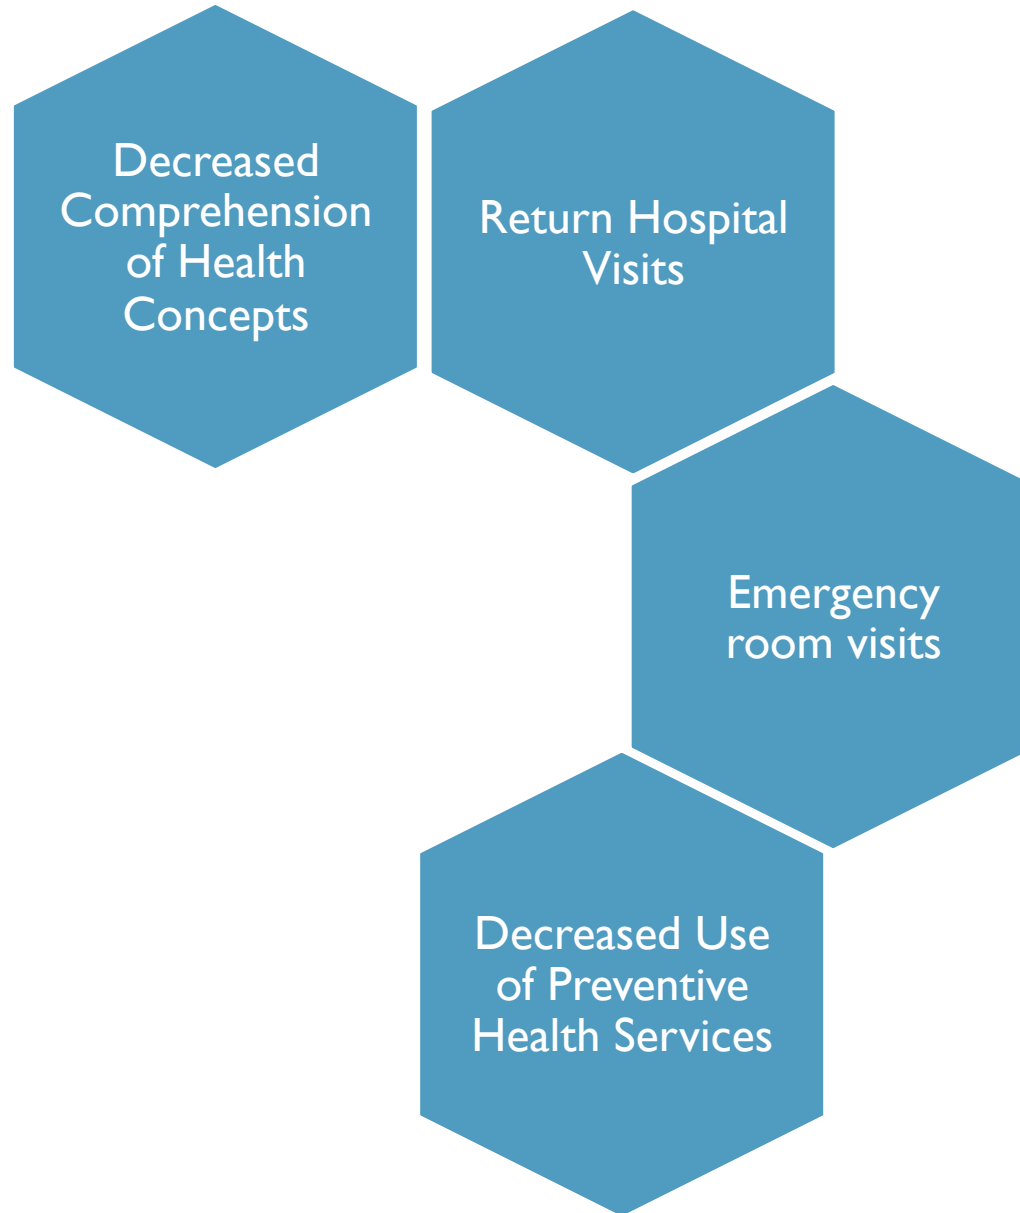 Decreased
Comprehension
of Health
Concepts
Return Hospital
Visits
Emergency
room visits
Decreased Use
of Preventive
Health Services